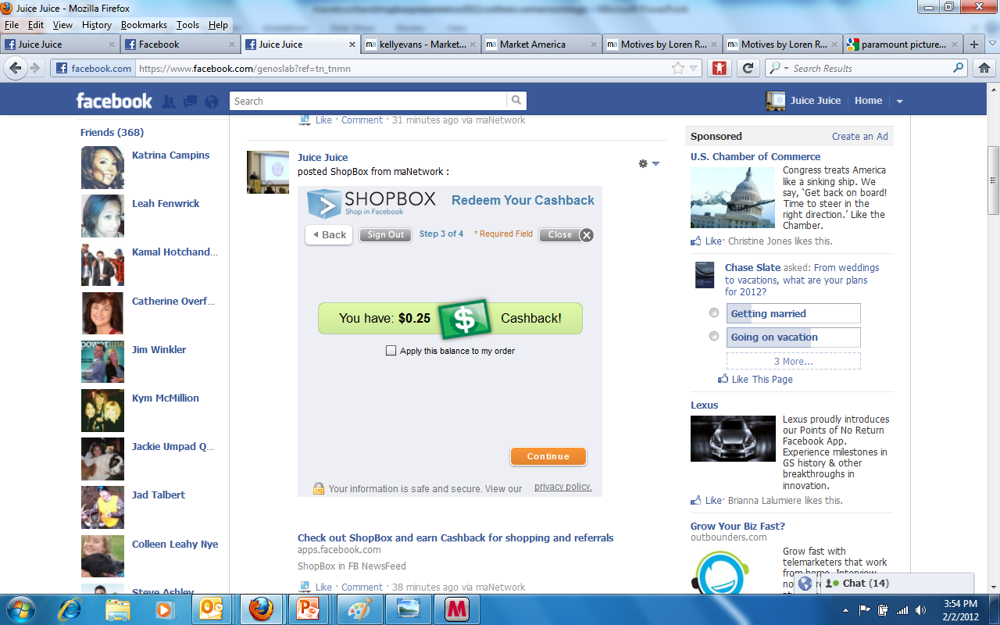 Juice Juice - Mozilla Firefox
Microsoft PowerPoint
File Edit View History Bookmarks Tools Help
Juice Juice
Facebook
Juice Juice
kellyevans - Market...
Market America
Motives by Loren R...
Motives by Loren R...
paramount picture...
facebook.com https://www.facebook.com/genoslab?ref=tn_tnmn
Search Results
facebook
Search
Juice Juice Home
Friends (368)
Katrina Campins
Leah Fenwrick
Kamal Hotchand...
Catherine Overf...
Jim Winkler
Kym McMillion
Jackie Umpad Q...
Jad Talbert
Colleen Leahy Nye
Steve Ashley
Like · Comment · 31 minutes ago via maNetwork
Juice Juice
posted ShopBox from maNetwork :
SHOPBOX
Shop in Facebook
Redeem Your Cashback
Back
Sign Out
Step 3 of 4
* Required Field
Close
You have: $0.25 $ Cashback!
Apply this balance to my order
Continue
Your information is safe and secure. View our privacy policy.
Check out ShopBox and earn Cashback for shopping and referrals
apps.facebook.com
ShopBox in FB NewsFeed
Like · Comment · 38 minutes ago via maNetwork
Sponsored Create an Ad
U.S. Chamber of Commerce
Congress treats America
like a sinking ship. We
say, ‘Get back on board!
Time to steer in the
right direction.’ Like the
Chamber.
Like · Christine Jones likes this.
Chase Slate asked: From weddings
to vacations, what are your plans
for 2012?
Getting married
Going on vacation
3 More...
Like This Page
Lexus
Lexus proudly introduces
our Points of No Return
Facebook App.
Experience milestones in
GS history & other
breakthroughs in
innovation.
Like · Brianna Lalumiere likes this.
Grow Your Biz Fast?
outbounders.com
Grow fast with
telemarketers that work
from home. Interview
Chat (14)
3:54 PM
2/2/2012